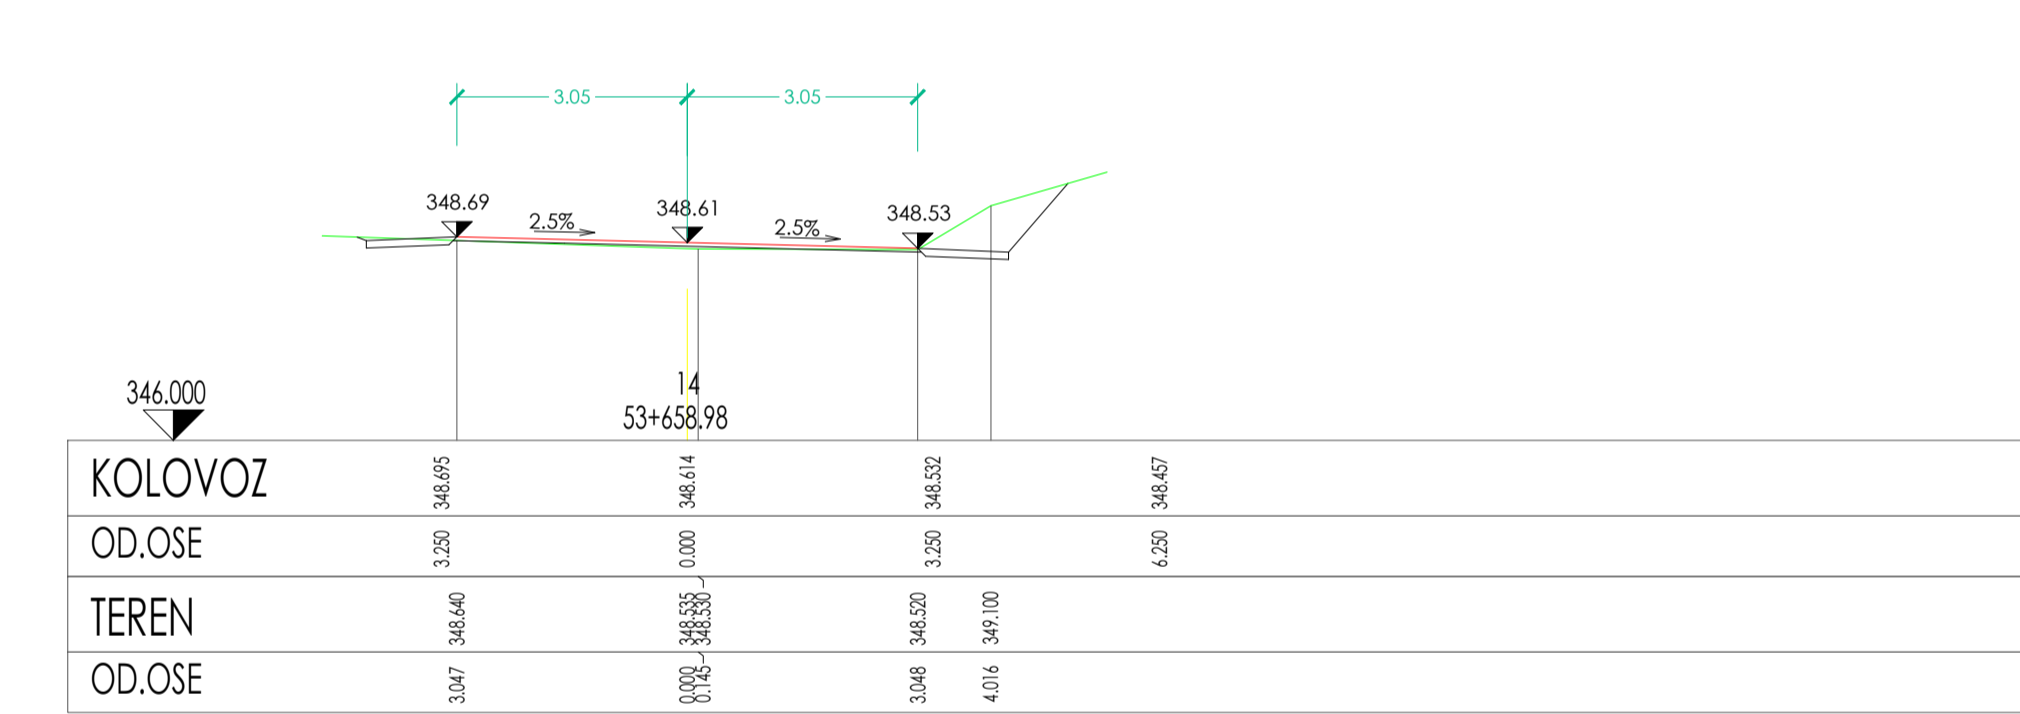 3.05 3.05
348.69 348.61 348.53
2.5% 2.5%
346.000
14
53+658.98
KOLOVOZ 348.695 348.614 348.532 348.457
OD.OSE 3.250 0.000 3.250 6.250
TEREN 348.640 348.535 348.530 348.520 349.100
OD.OSE 3.047 0.000 0.145 3.048 4.016